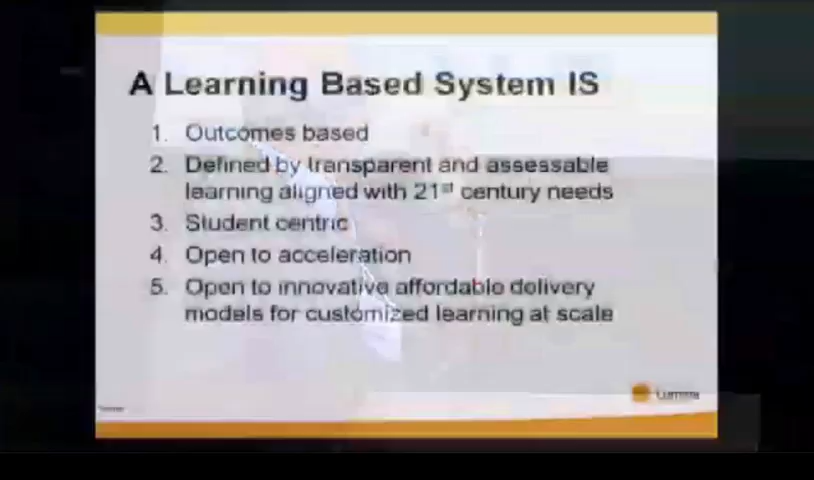 A Learning Based System IS
1. Outcomes based
2. Defined by transparent and assessable
learning aligned with 21st century needs
3. Student centric
4. Open to acceleration
5. Open to innovative affordable delivery
models for customized learning at scale
Lumina